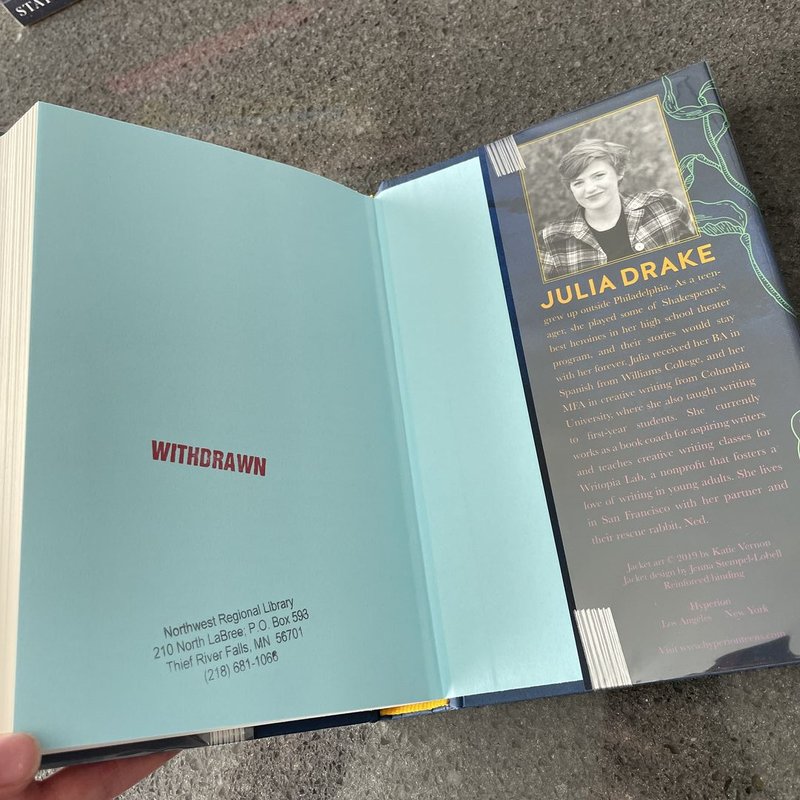 STAT
WITHDRAWN
Northwest Regional Library
210 North LaBree; P.O. Box 593
Thief River Falls, MN 56701
(218) 681-1066
JULIA DRAKE
grew up outside Philadelphia. As a teen-
ager, she played some of Shakespeare's
best heroines in her high school theater
program, and their stories would stay
with her forever. Julia received her BA in
Spanish from Williams College, and her
MFA in creative writing from Columbia
University, where she also taught writing
to first-year students. She currently
works as a book coach for aspiring writers
and teaches creative writing classes for
Writopia Lab, a nonprofit that fosters a
love of writing in young adults. She lives
in San Francisco with her partner and
their rescue rabbit, Ned.
Jacket art © 2019 by Katie Vernon
Jacket design by Jenna Stempel-Lobell
Reinforced binding
Hyperion
Los Angeles New York
Visit www.hyperionteens.com